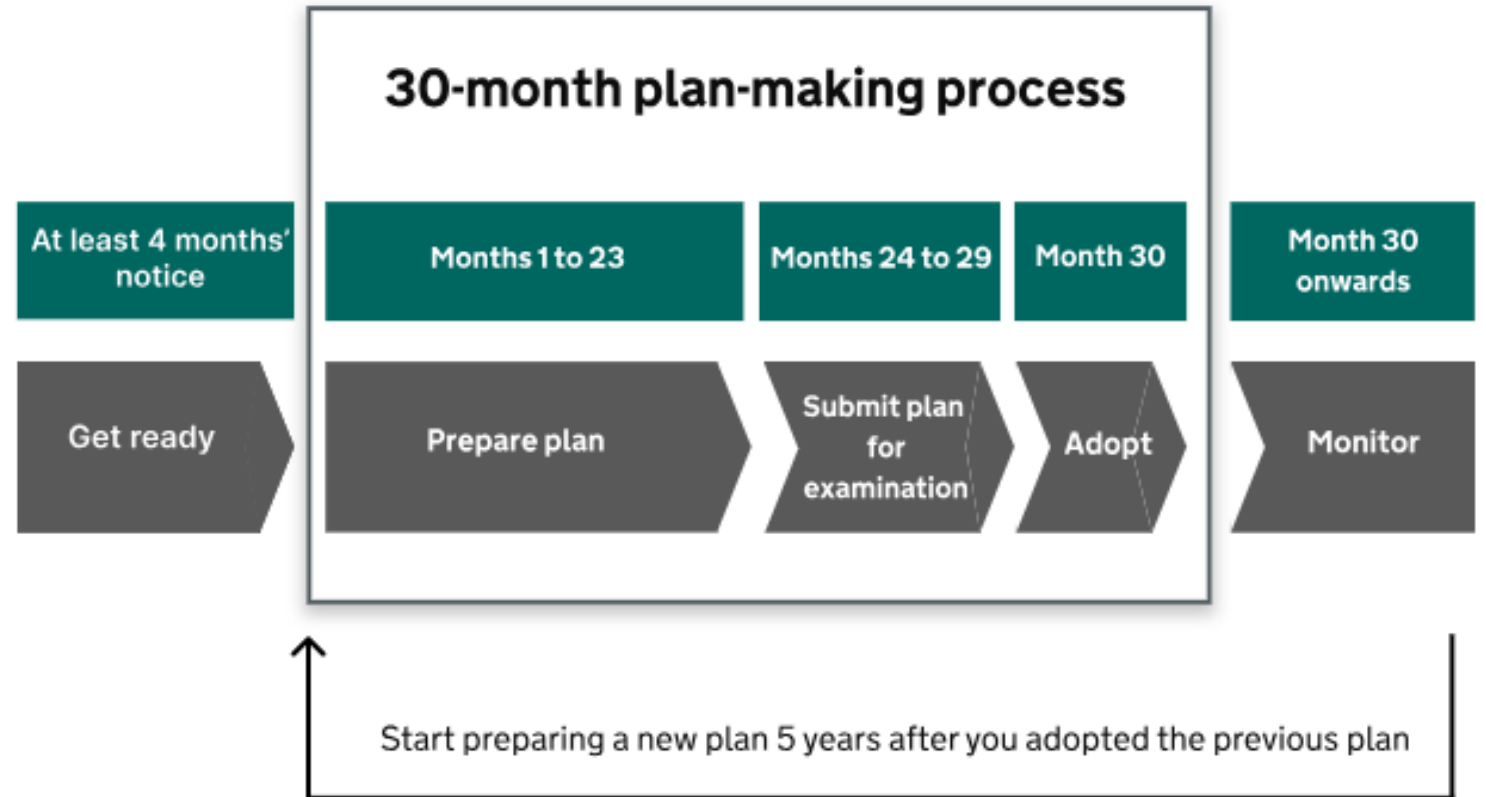 30-month plan-making process
At least 4 months’
notice
Months 1 to 23
Months 24 to 29
Month 30
Month 30
onwards
Get ready
Prepare plan
Submit plan
for
examination
Adopt
Monitor
Start preparing a new plan 5 years after you adopted the previous plan